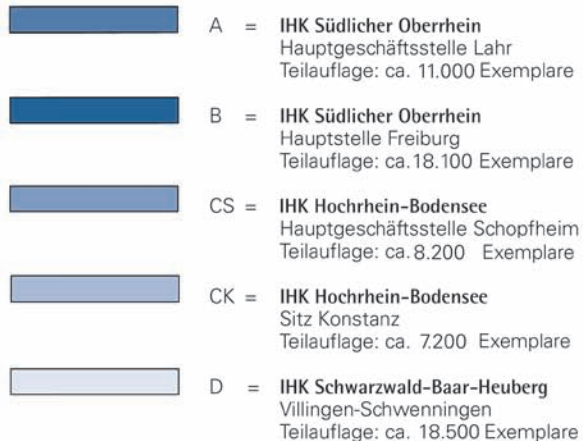 A = IHK Südlicher Oberrhein
Hauptgeschäftsstelle Lahr
Teilauflage: ca. 11.000 Exemplare
B = IHK Südlicher Oberrhein
Hauptstelle Freiburg
Teilauflage: ca. 18.100 Exemplare
CS = IHK Hochrhein-Bodensee
Hauptgeschäftsstelle Schopfheim
Teilauflage: ca. 8.200 Exemplare
CK = IHK Hochrhein-Bodensee
Sitz Konstanz
Teilauflage: ca. 7.200 Exemplare
D = IHK Schwarzwald-Baar-Heuberg
Villingen-Schwenningen
Teilauflage: ca. 18.500 Exemplare